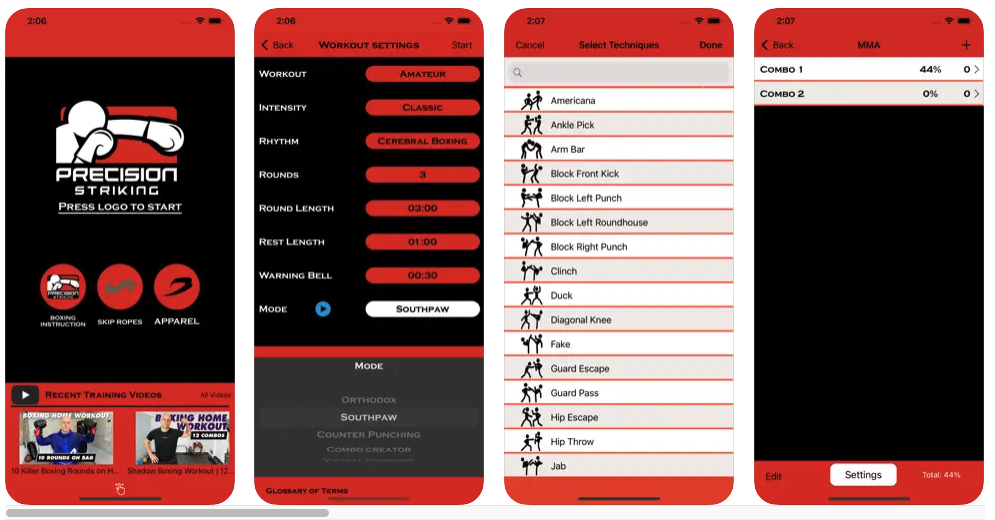 2:06
PRECISION
STRIKING
PRESS LOGO TO START
PRECISION
STRIKING
BOXING
INSTRUCTION
SKIP ROPES
APPAREL
RECENT TRAINING VIDEOS
All Videos
BOXING HOME WORKOUT
10 ROUNDS ON BAG
BOXING HOME
WORKOUT
12 COMBOS
10 Killer Boxing Rounds on H...
Shadow Boxing Workout | 12...
2:06
Back
WORKOUT SETTINGS
Start
WORKOUT
AMATEUR
INTENSITY
CLASSIC
RHYTHM
CEREBRAL BOXING
ROUNDS
3
ROUND LENGTH
03:00
REST LENGTH
01:00
WARNING BELL
00:30
MODE
SOUTHPAW
MODE
ORTHODOX
SOUTHPAW
COUNTER PUNCHING
COMBO CREATOR
GLOSSARY OF TERMS
2:07
Cancel
Select Techniques
Done
Americana
Ankle Pick
Arm Bar
Block Front Kick
Block Left Punch
Block Left Roundhouse
Block Right Punch
Clinch
Duck
Diagonal Knee
Fake
Guard Escape
Guard Pass
Hip Escape
Hip Throw
Jab
2:07
Back
MMA
COMBO 1
44%
0
COMBO 2
0%
0
Edit
Settings
Total: 44%